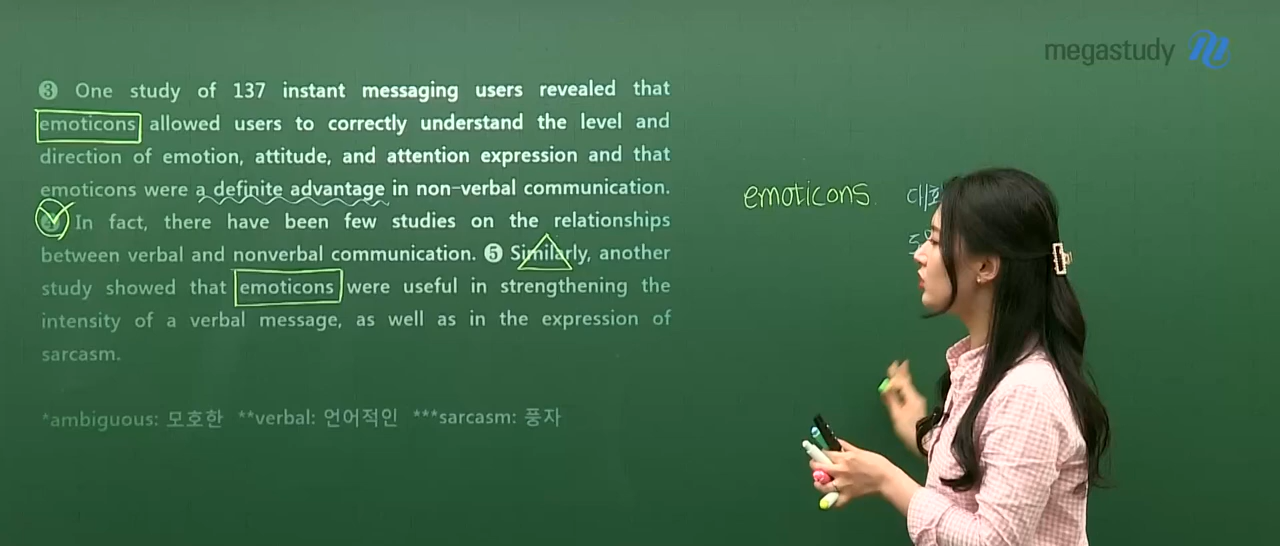 megastudy
❸ One study of 137 instant messaging users revealed that
emoticons allowed users to correctly understand the level and
direction of emotion, attitude, and attention expression and that
emoticons were a definite advantage in non-verbal communication.
In fact, there have been few studies on the relationships
between verbal and nonverbal communication. ❺ Similarly, another
study showed that emoticons were useful in strengthening the
intensity of a verbal message, as well as in the expression of
sarcasm.
*ambiguous: 모호한 **verbal: 언어적인 ***sarcasm: 풍자
emoticons.